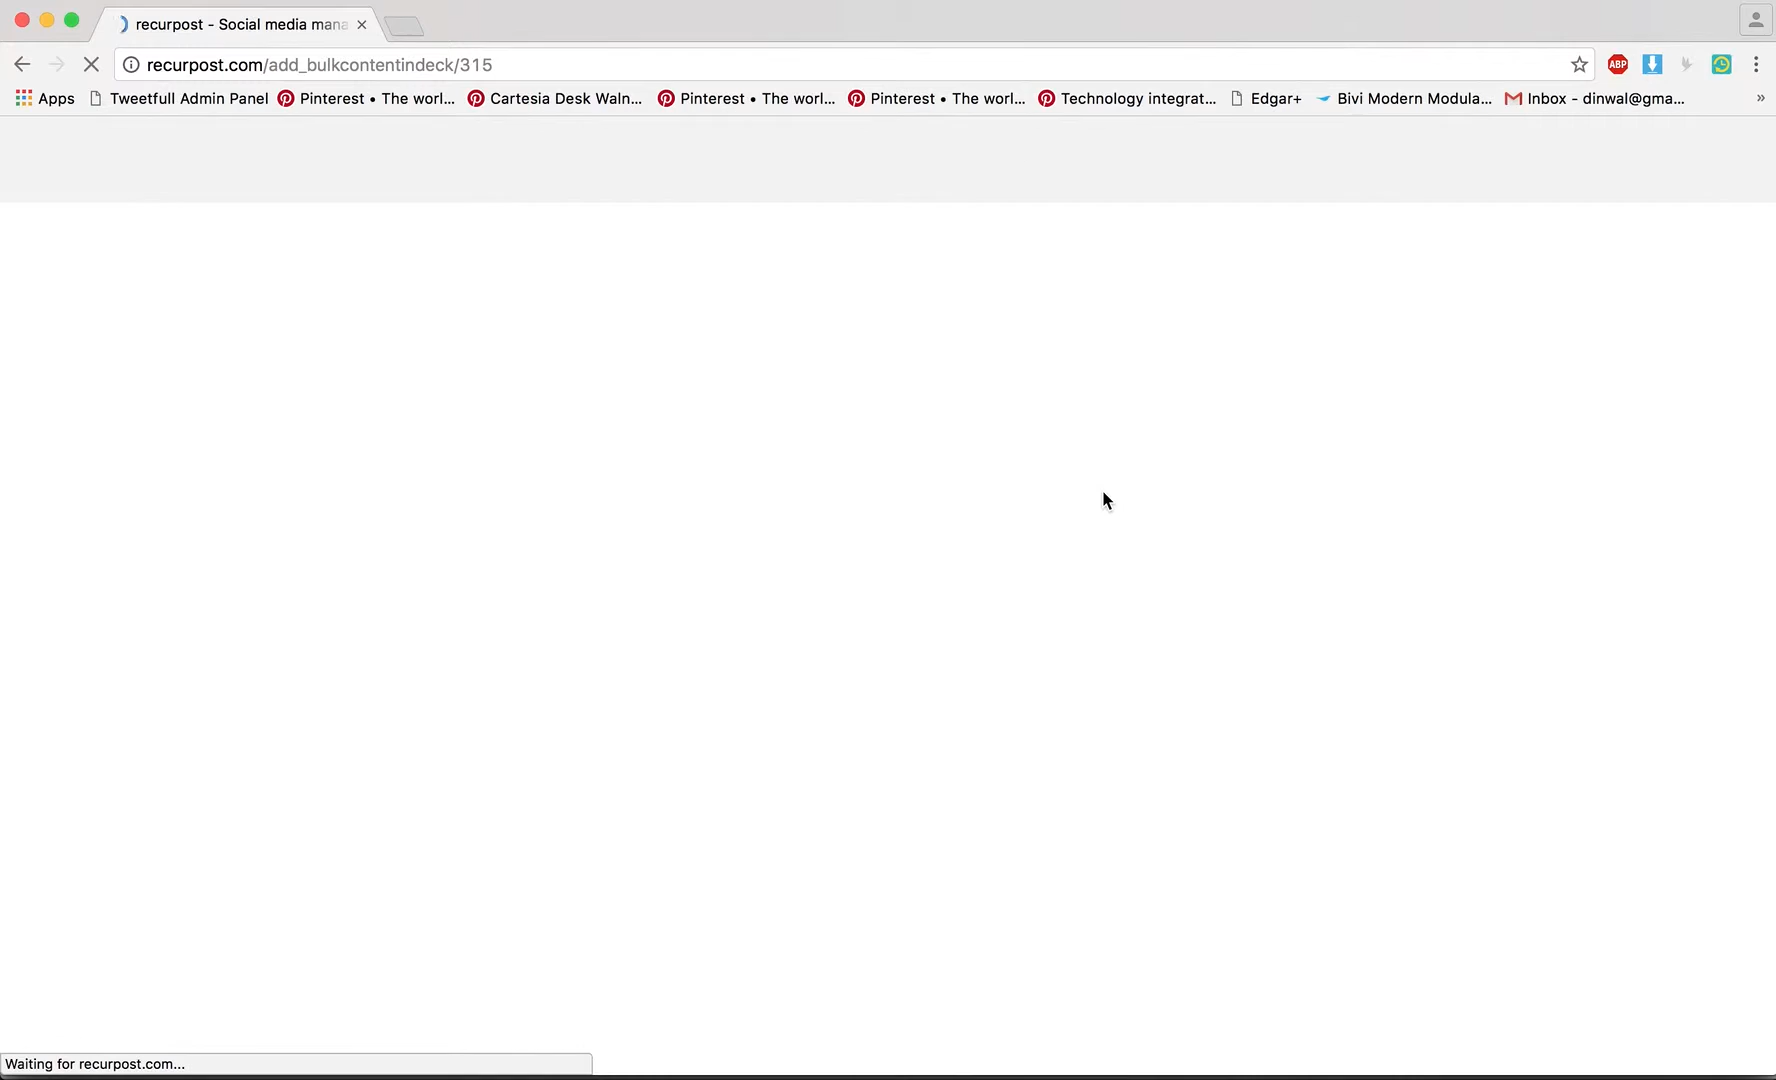 recurpost - Social media mana
recurpost.com/add_bulkcontentindeck/315
ABP
Apps Tweetfull Admin Panel Pinterest • The worl... Cartesia Desk Waln... Pinterest • The worl... Pinterest • The worl... Technology integrat... Edgar+ Bivi Modern Modula... Inbox - dinwal@gma... »
Waiting for recurpost.com...